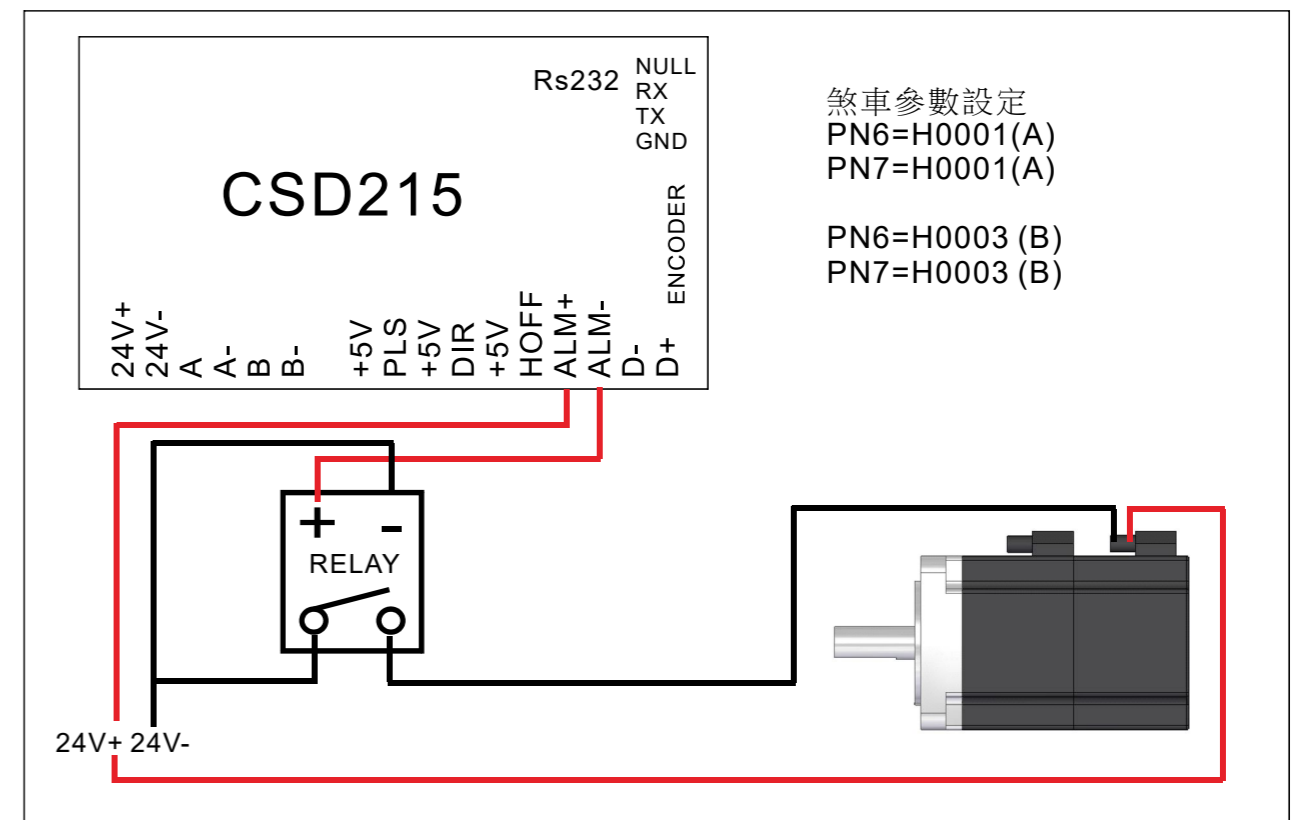 Rs232
NULL
RX
TX
GND
CSD215
ENCODER
24V+
24V-
A
A-
B
B-
+5V
PLS
+5V
DIR
+5V
HOFF
ALM+
ALM-
D-
D+
煞車參數設定
PN6=H0001(A)
PN7=H0001(A)
PN6=H0003 (B)
PN7=H0003 (B)
+ -
RELAY
24V+ 24V-